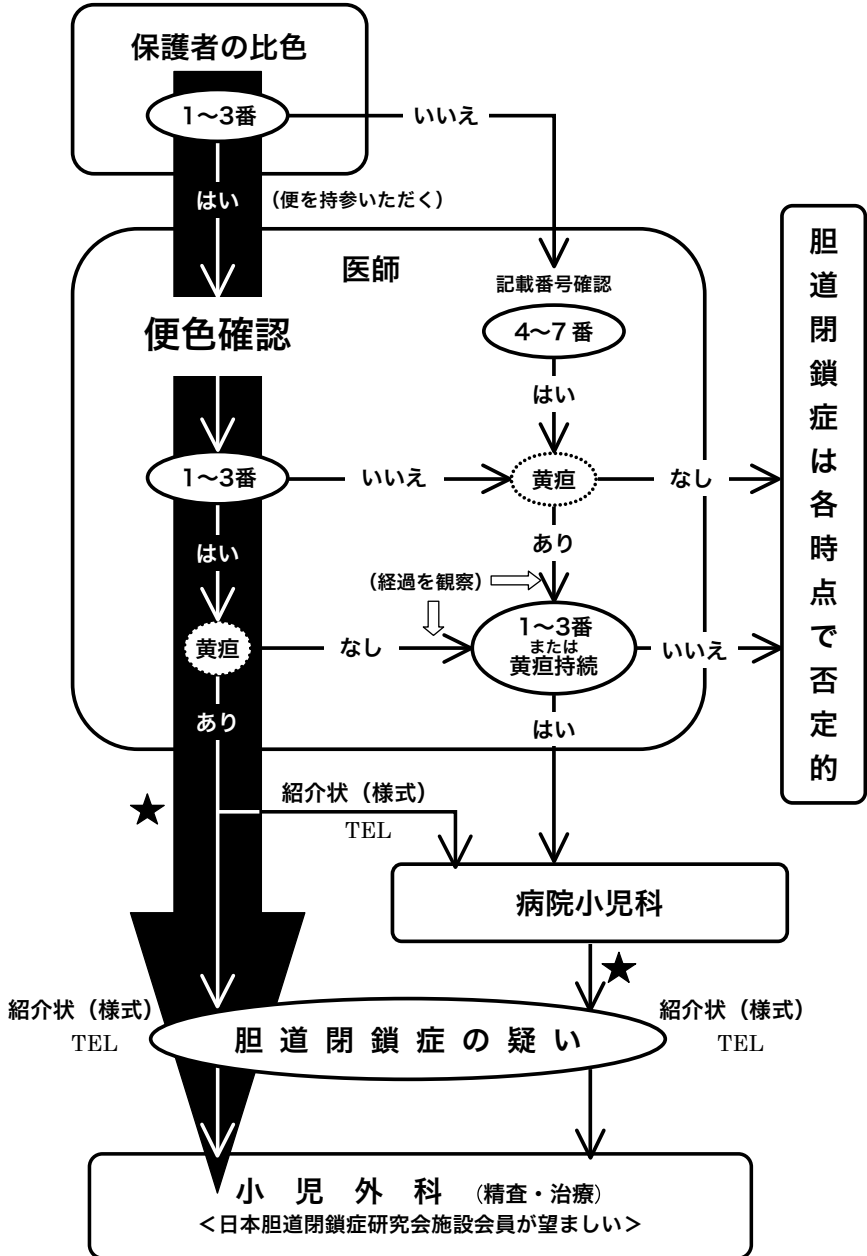 保護者の比色
1〜3番
いいえ
はい
(便を持参いただく)
医師
記載番号確認
4〜7番
はい
便色確認
1〜3番
いいえ
黄疸
なし
はい
あり
(経過を観察)
黄疸
なし
1〜3番
または
黄疸持続
いいえ
あり
はい
胆道閉鎖症は各時点で否定的
★
紹介状(様式)
TEL
病院小児科
★
紹介状(様式)
TEL
胆道閉鎖症の疑い
紹介状(様式)
TEL
小児外科 (精査・治療)
<日本胆道閉鎖症研究会施設会員が望ましい>